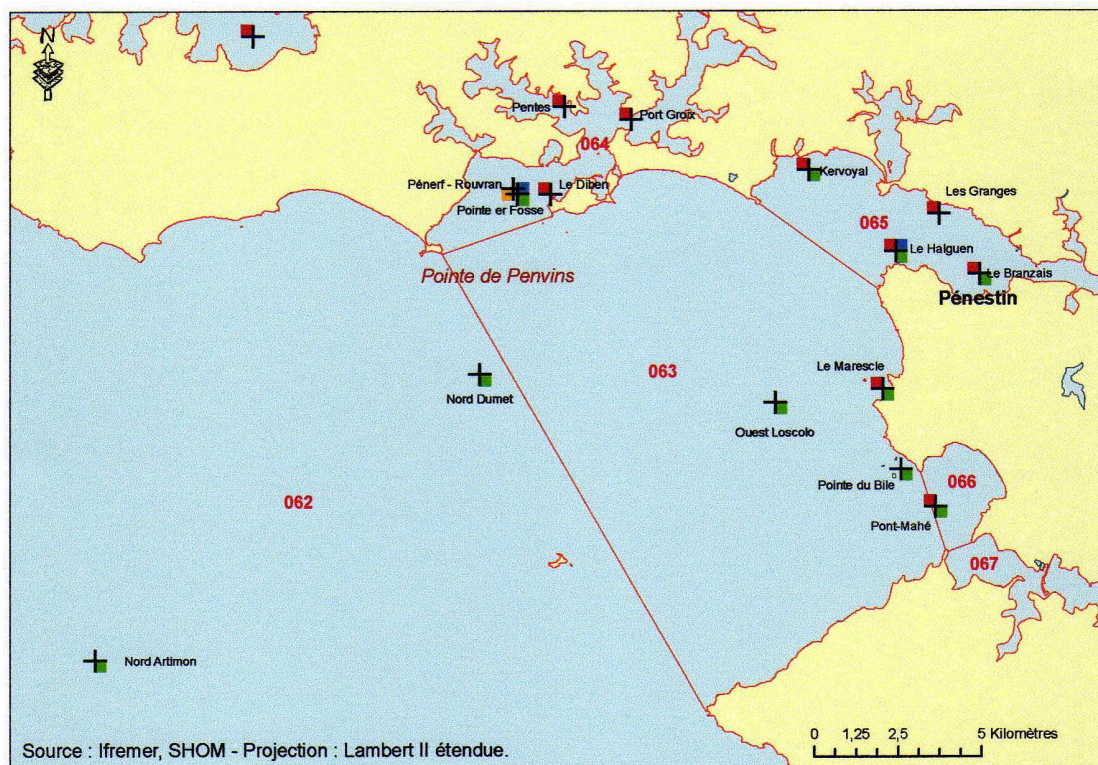 N
Pentes
Port Groix
064
Pénerf - Rouvran
Le Diben
Pointe er Fosse
Kervoyal
Les Granges
065
Le Halguen
Le Branzais
Pénestin
Pointe de Penvins
063
Le Maresclе
Nord Dumet
Ouest Loscolo
Pointe du Bile
066
Pont-Mahé
062
067
Nord Artimon
Source : Ifremer, SHOM - Projection : Lambert II étendue.
0 1,25 2,5 5 Kilomètres